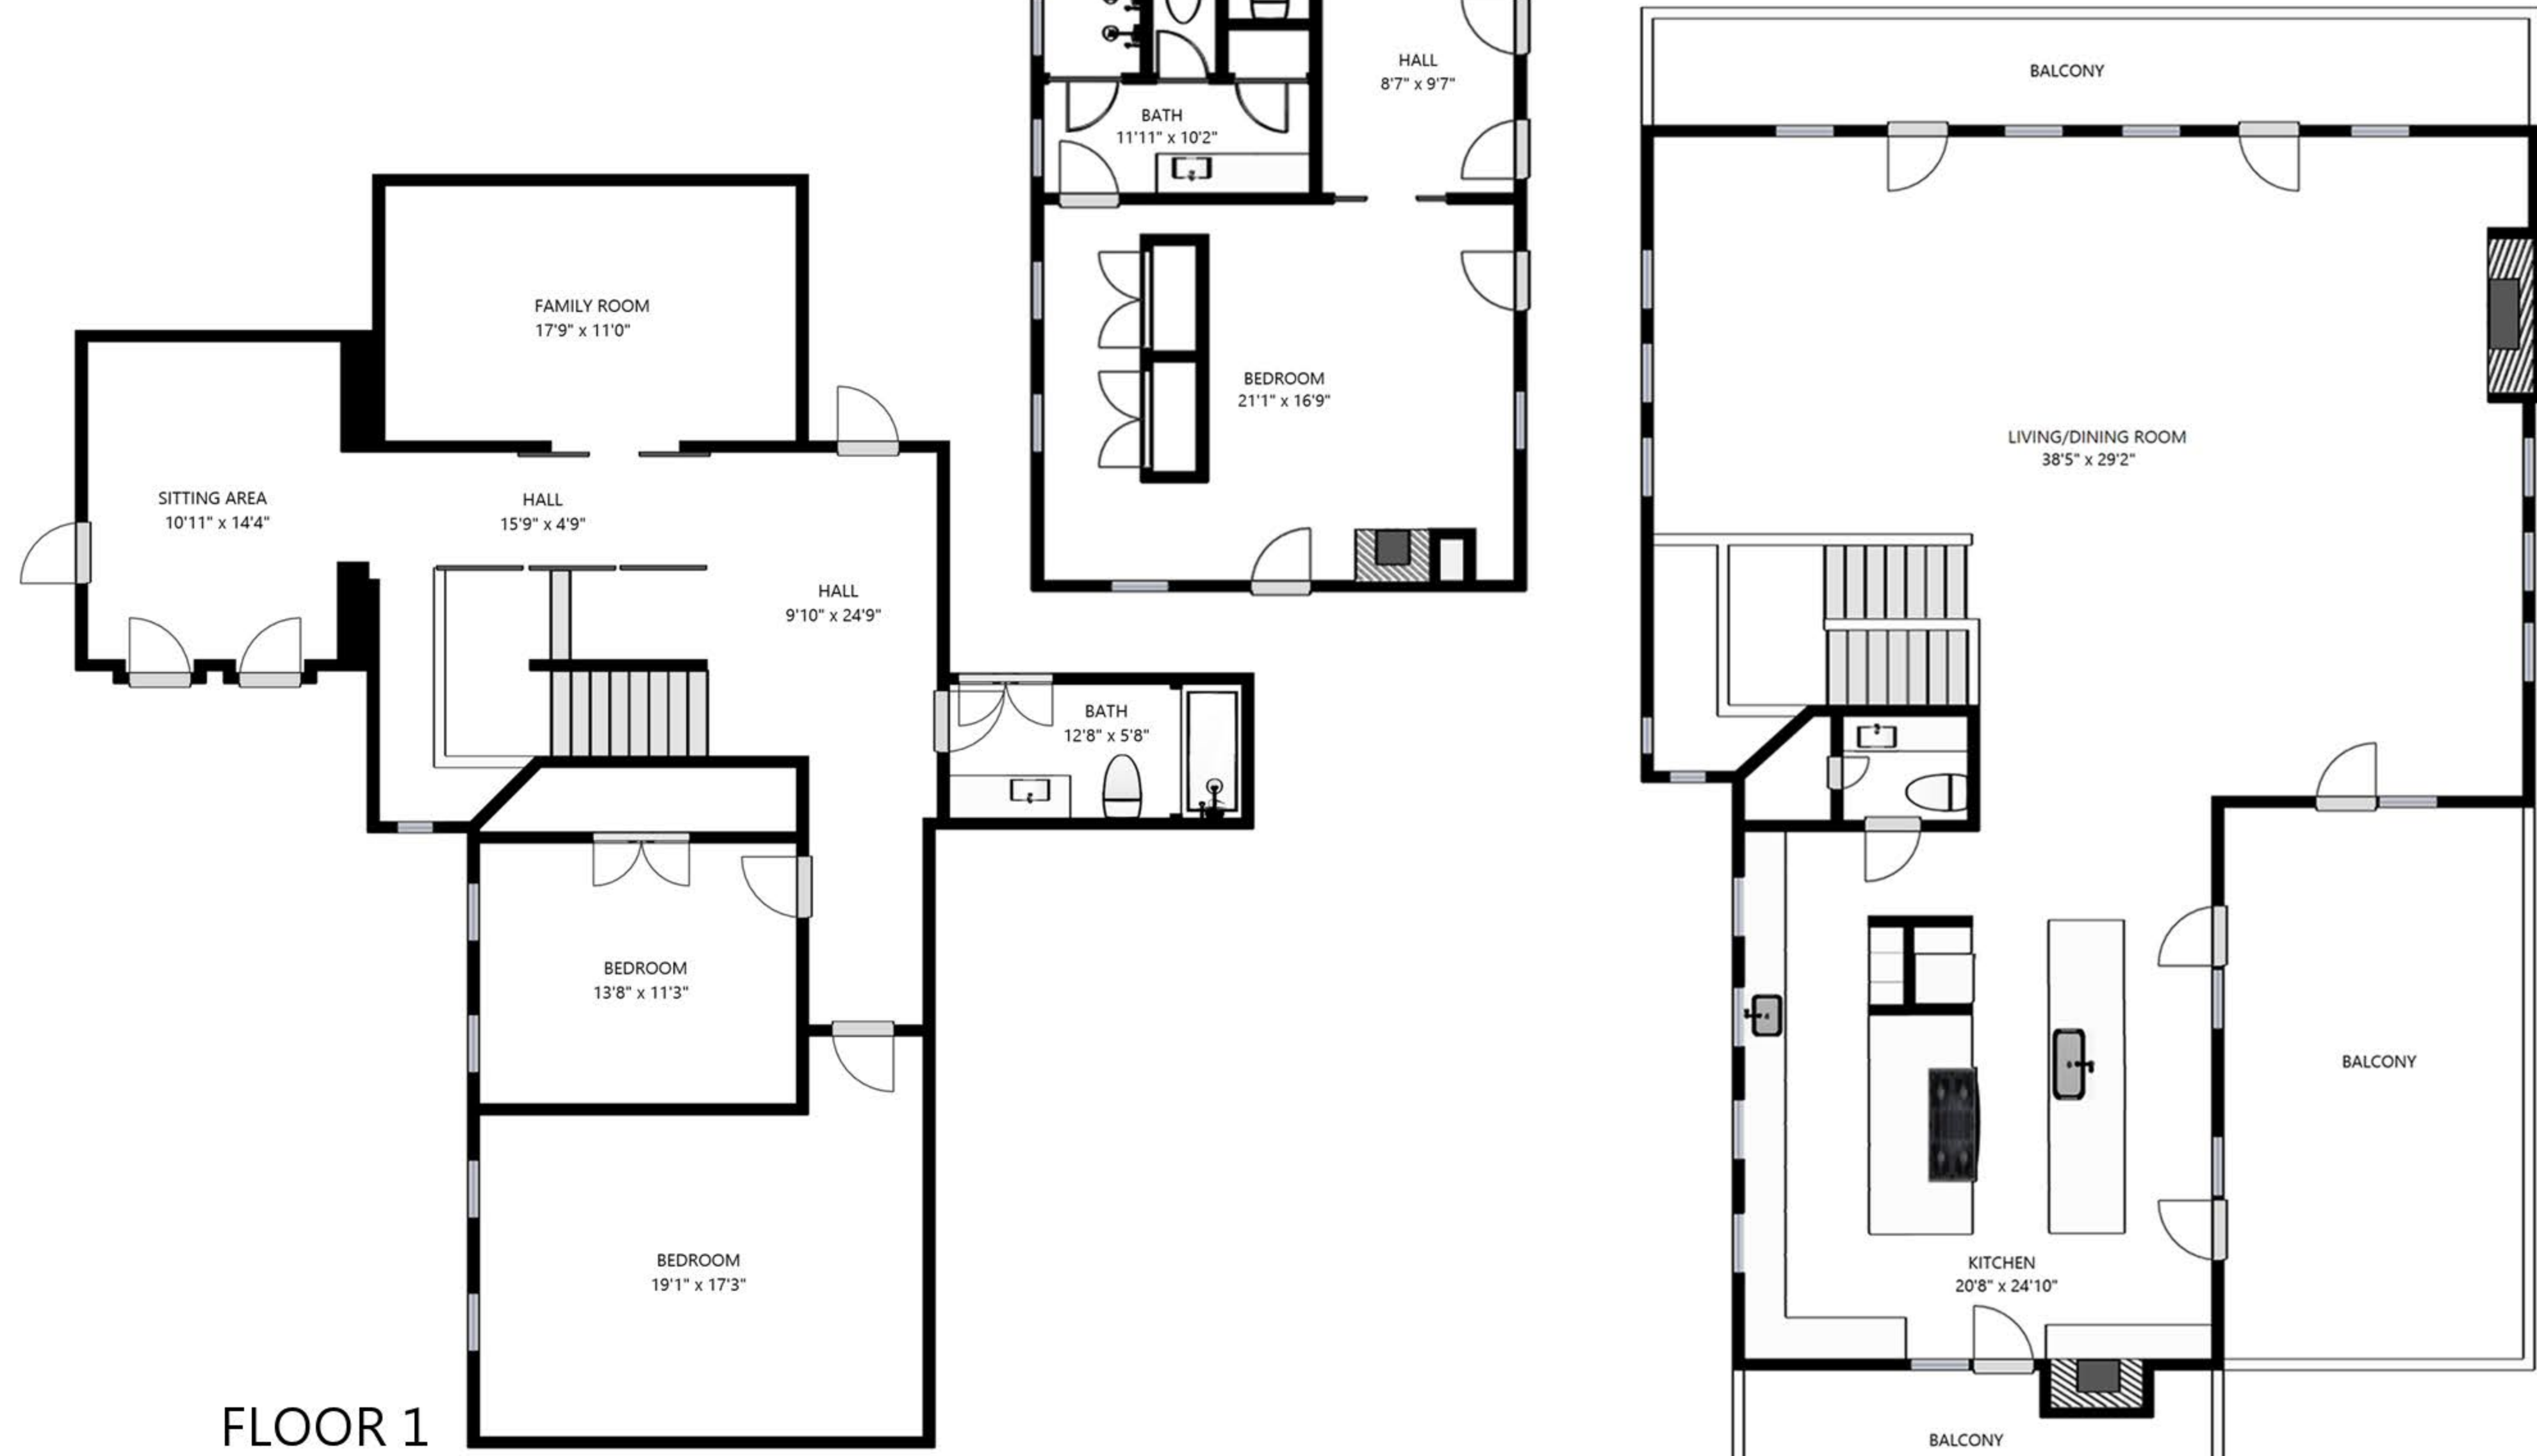 FAMILY ROOM
17'9" x 11'0"
SITTING AREA
10'11" x 14'4"
HALL
15'9" x 4'9"
HALL
9'10" x 24'9"
BATH
12'8" x 5'8"
BEDROOM
13'8" x 11'3"
BEDROOM
19'1" x 17'3"
FLOOR 1
HALL
8'7" x 9'7"
BATH
11'11" x 10'2"
BEDROOM
21'1" x 16'9"
BALCONY
LIVING/DINING ROOM
38'5" x 29'2"
BALCONY
KITCHEN
20'8" x 24'10"
BALCONY